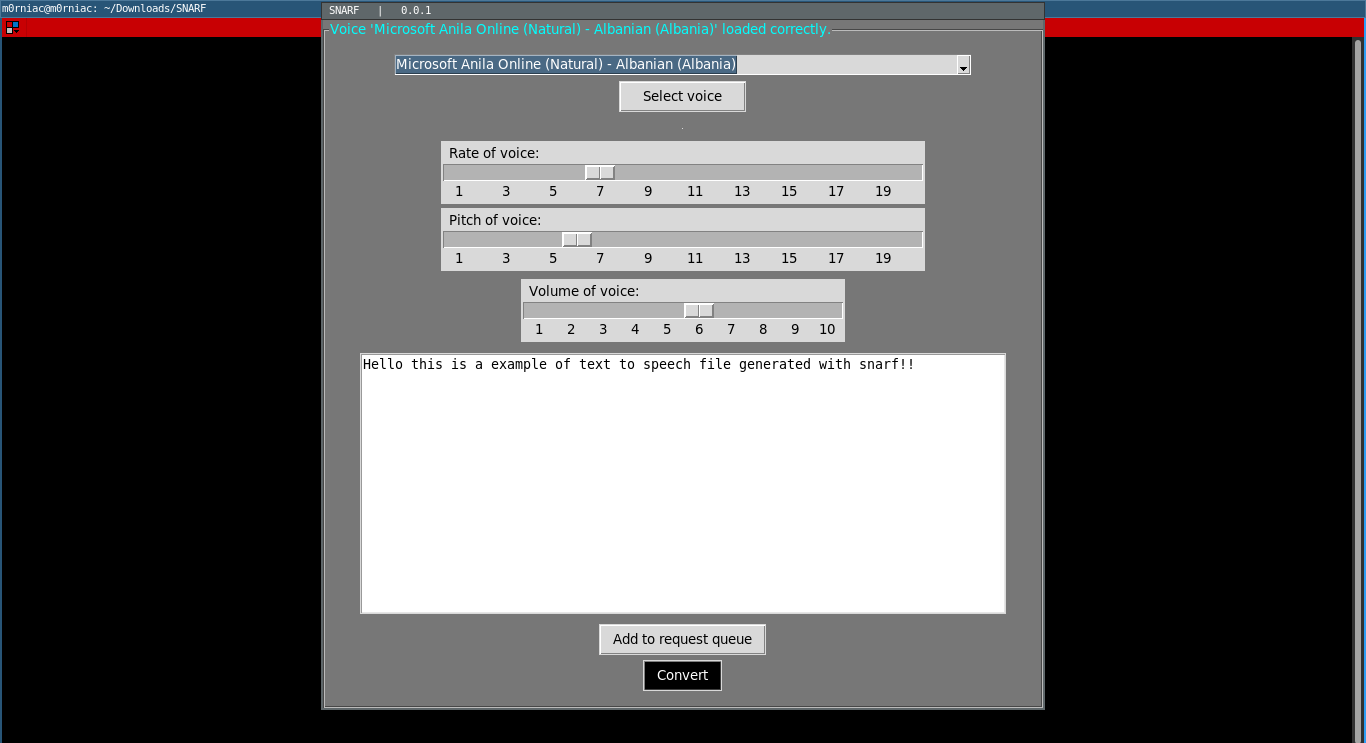 m0rniac@m0rniac: ~/Downloads/SNARF
SNARF | 0.0.1
Voice 'Microsoft Anila Online (Natural) - Albanian (Albania)' loaded correctly.
Microsoft Anila Online (Natural) - Albanian (Albania)
Select voice
Rate of voice:
1 3 5 7 9 11 13 15 17 19
Pitch of voice:
1 3 5 7 9 11 13 15 17 19
Volume of voice:
1 2 3 4 5 6 7 8 9 10
Hello this is a example of text to speech file generated with snarf!!
Add to request queue
Convert